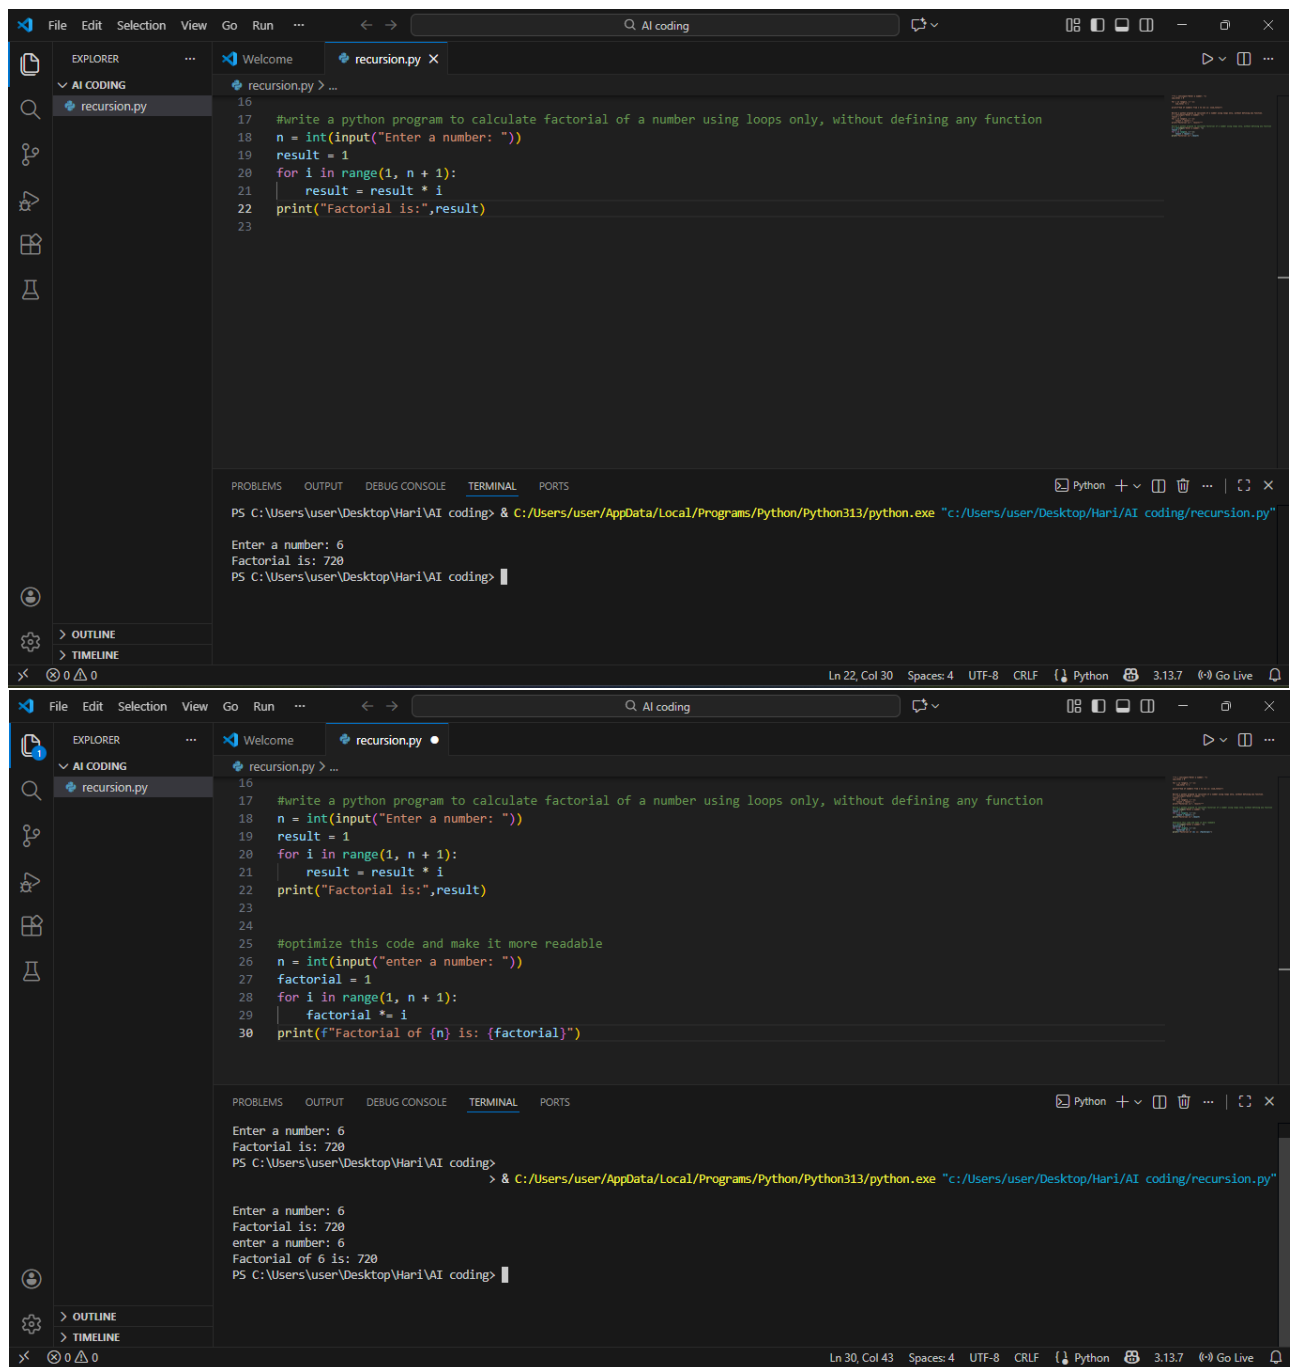 File Edit Selection View Go Run ··· AI coding
EXPLORER ··· Welcome recursion.py
AI CODING recursion.py > ...
recursion.py
16
17 #write a python program to calculate factorial of a number using loops only, without defining any function
18 n = int(input("Enter a number: "))
19 result = 1
20 for i in range(1, n + 1):
21 result = result * i
22 print("Factorial is:",result)
23
PROBLEMS OUTPUT DEBUG CONSOLE TERMINAL PORTS Python
PS C:\Users\user\Desktop\Hari\AI coding> & C:/Users/user/AppData/Local/Programs/Python/Python313/python.exe "c:/Users/user/Desktop/Hari/AI coding/recursion.py"
Enter a number: 6
Factorial is: 720
PS C:\Users\user\Desktop\Hari\AI coding>
OUTLINE
TIMELINE
0 0 Ln 22, Col 30 Spaces: 4 UTF-8 CRLF Python 3.13.7 Go Live
File Edit Selection View Go Run ··· AI coding
EXPLORER ··· Welcome recursion.py
1
AI CODING recursion.py > ...
recursion.py
16
17 #write a python program to calculate factorial of a number using loops only, without defining any function
18 n = int(input("Enter a number: "))
19 result = 1
20 for i in range(1, n + 1):
21 result = result * i
22 print("Factorial is:",result)
23
24
25 #optimize this code and make it more readable
26 n = int(input("enter a number: "))
27 factorial = 1
28 for i in range(1, n + 1):
29 factorial *= i
30 print(f"Factorial of {n} is: {factorial}")
PROBLEMS OUTPUT DEBUG CONSOLE TERMINAL PORTS Python
Enter a number: 6
Factorial is: 720
PS C:\Users\user\Desktop\Hari\AI coding>
> & C:/Users/user/AppData/Local/Programs/Python/Python313/python.exe "c:/Users/user/Desktop/Hari/AI coding/recursion.py"
Enter a number: 6
Factorial is: 720
enter a number: 6
Factorial of 6 is: 720
PS C:\Users\user\Desktop\Hari\AI coding>
OUTLINE
TIMELINE
0 0 Ln 30, Col 43 Spaces: 4 UTF-8 CRLF Python 3.13.7 Go Live